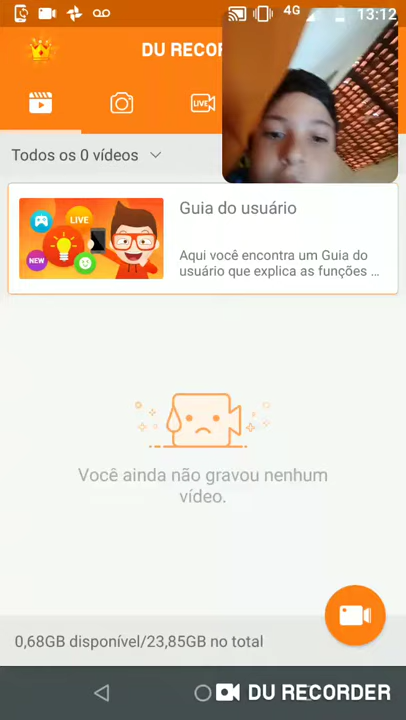 4G 13:12
DU RECOR
LIVE
Todos os 0 vídeos
LIVE
NEW
Guia do usuário
Aqui você encontra um Guia do
usuário que explica as funções ...
Você ainda não gravou nenhum
vídeo.
0,68GB disponível/23,85GB no total
DU RECORDER